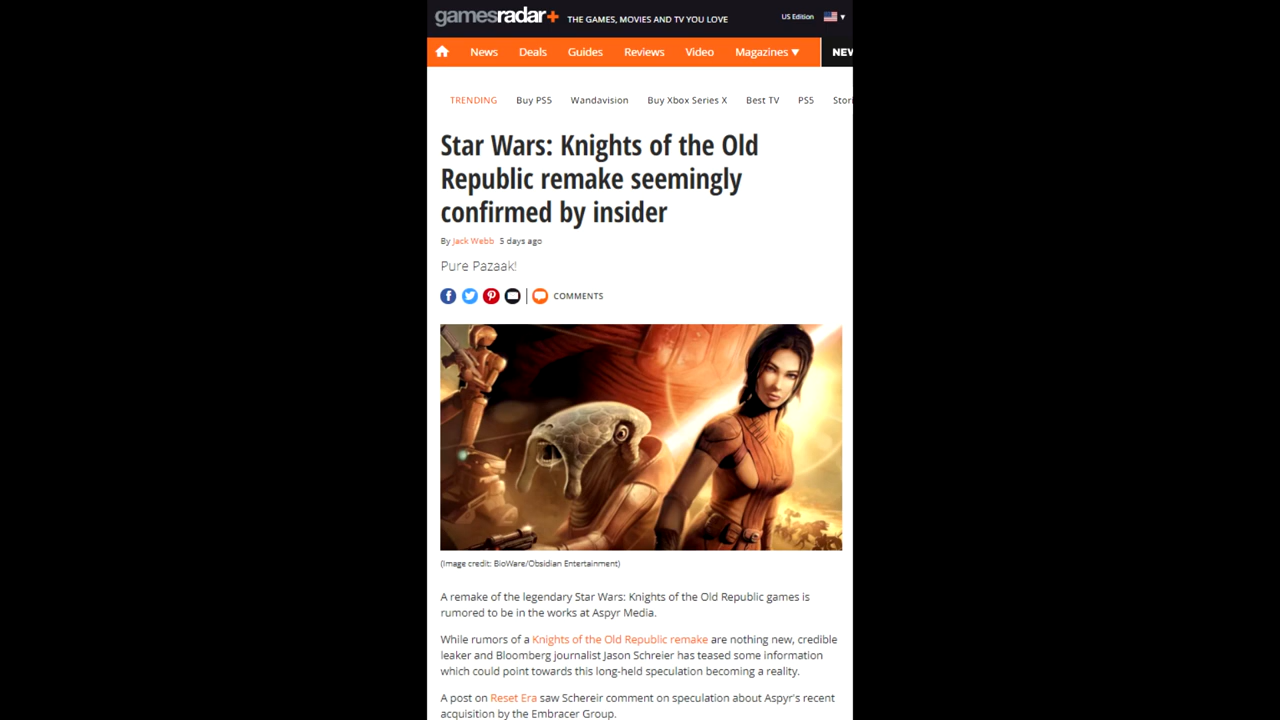 gamesradar+ THE GAMES, MOVIES AND TV YOU LOVE US Edition
News Deals Guides Reviews Video Magazines ▼ NEW
TRENDING Buy PS5 Wandavision Buy Xbox Series X Best TV PS5 Stori
Star Wars: Knights of the Old
Republic remake seemingly
confirmed by insider
By Jack Webb 5 days ago
Pure Pazaak!
COMMENTS
(Image credit: BioWare/Obsidian Entertainment)
A remake of the legendary Star Wars: Knights of the Old Republic games is
rumored to be in the works at Aspyr Media.
While rumors of a Knights of the Old Republic remake are nothing new, credible
leaker and Bloomberg journalist Jason Schreier has teased some information
which could point towards this long-held speculation becoming a reality.
A post on Reset Era saw Schereir comment on speculation about Aspyr's recent
acquisition by the Embracer Group.